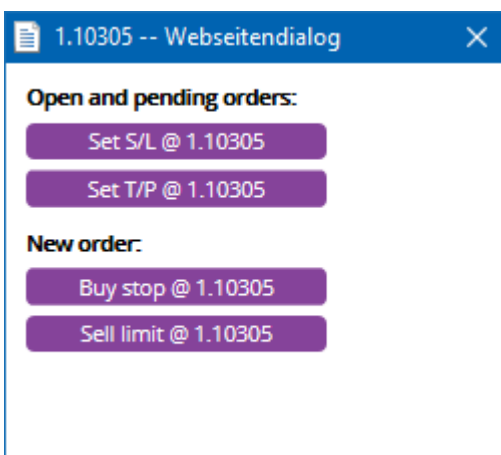 1.10305 -- Webseitendialog
Open and pending orders:
Set S/L @ 1.10305
Set T/P @ 1.10305
New order:
Buy stop @ 1.10305
Sell limit @ 1.10305